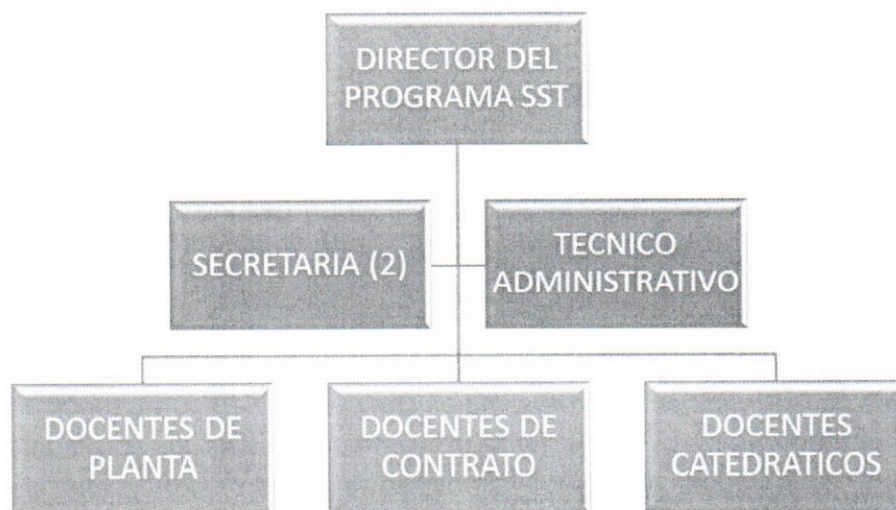 DIRECTOR DEL
PROGRAMA SST
SECRETARIA (2)
TECNICO
ADMINISTRATIVO
DOCENTES DE
PLANTA
DOCENTES DE
CONTRATO
DOCENTES
CATEDRATICOS